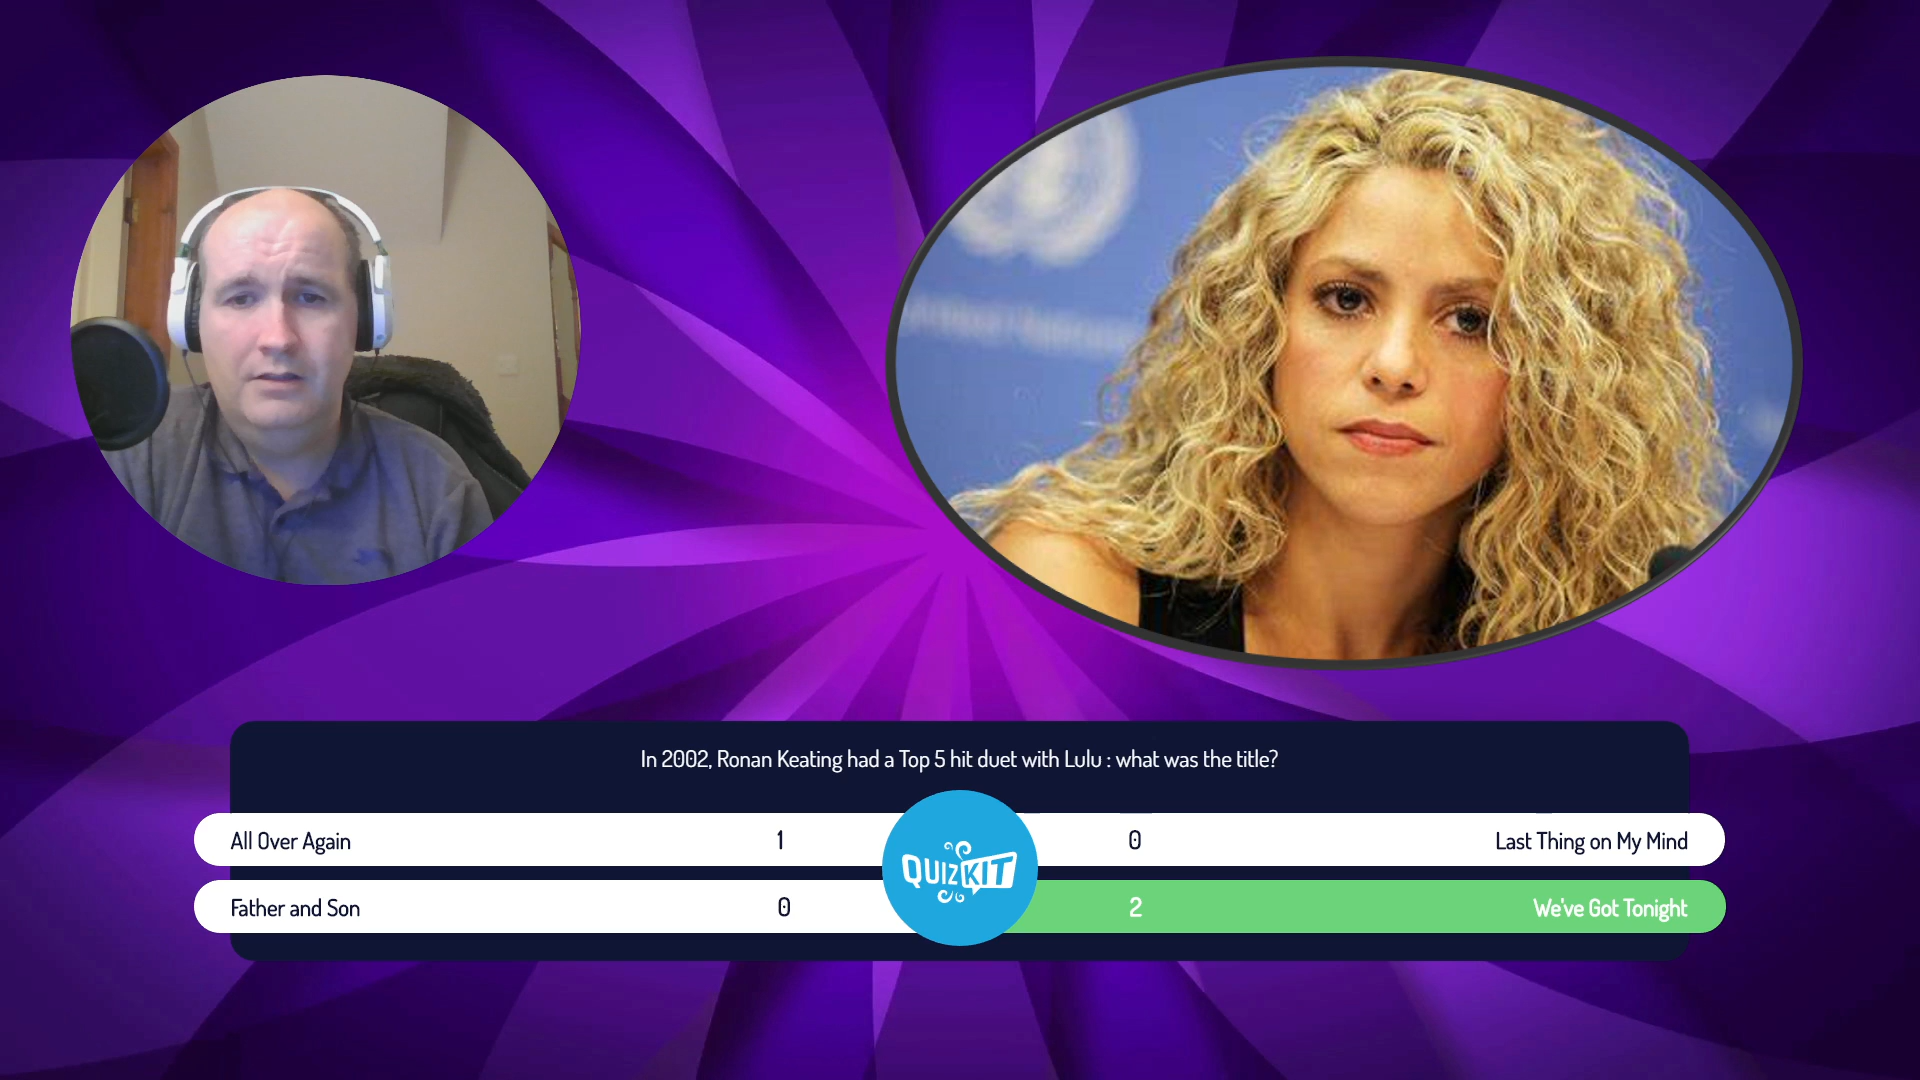 In 2002, Ronan Keating had a Top 5 hit duet with Lulu : what was the title?
All Over Again 1 0 Last Thing on My Mind
QUIZKIT
Father and Son 0 2 We've Got Tonight